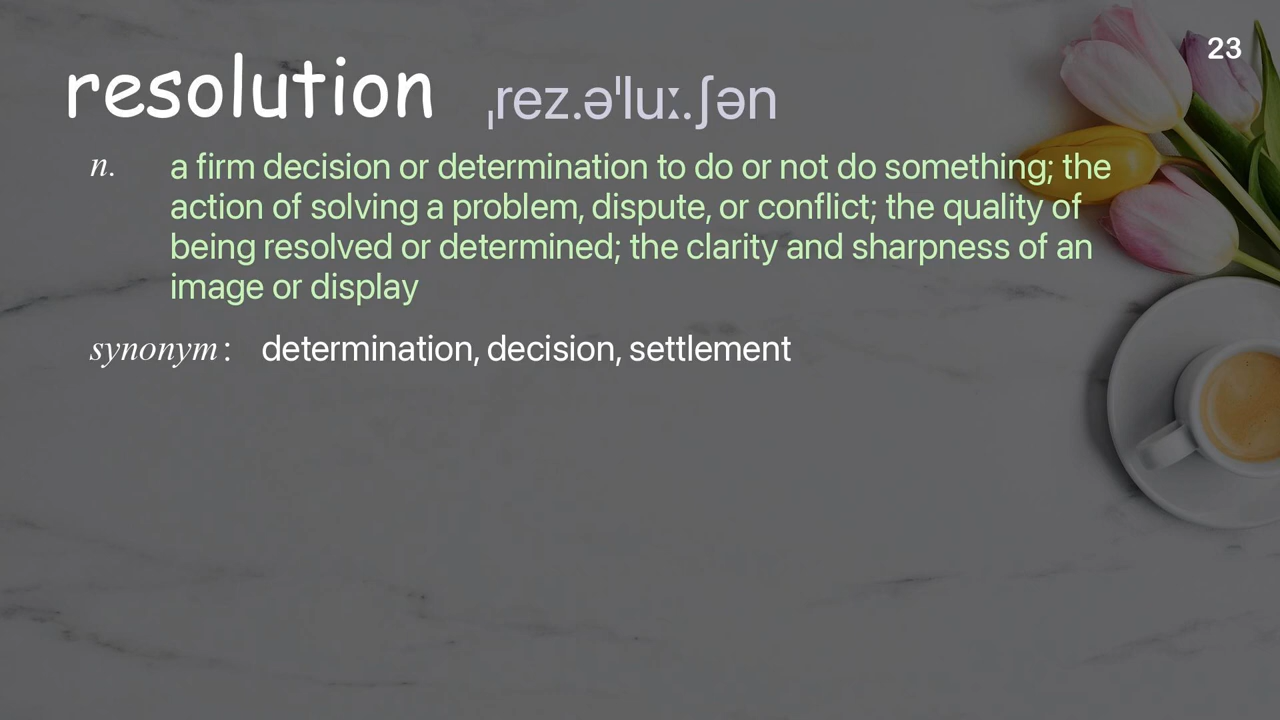 23
resolution ˌrez.əˈluː.ʃən
n. a firm decision or determination to do or not do something; the
action of solving a problem, dispute, or conflict; the quality of
being resolved or determined; the clarity and sharpness of an
image or display
synonym: determination, decision, settlement